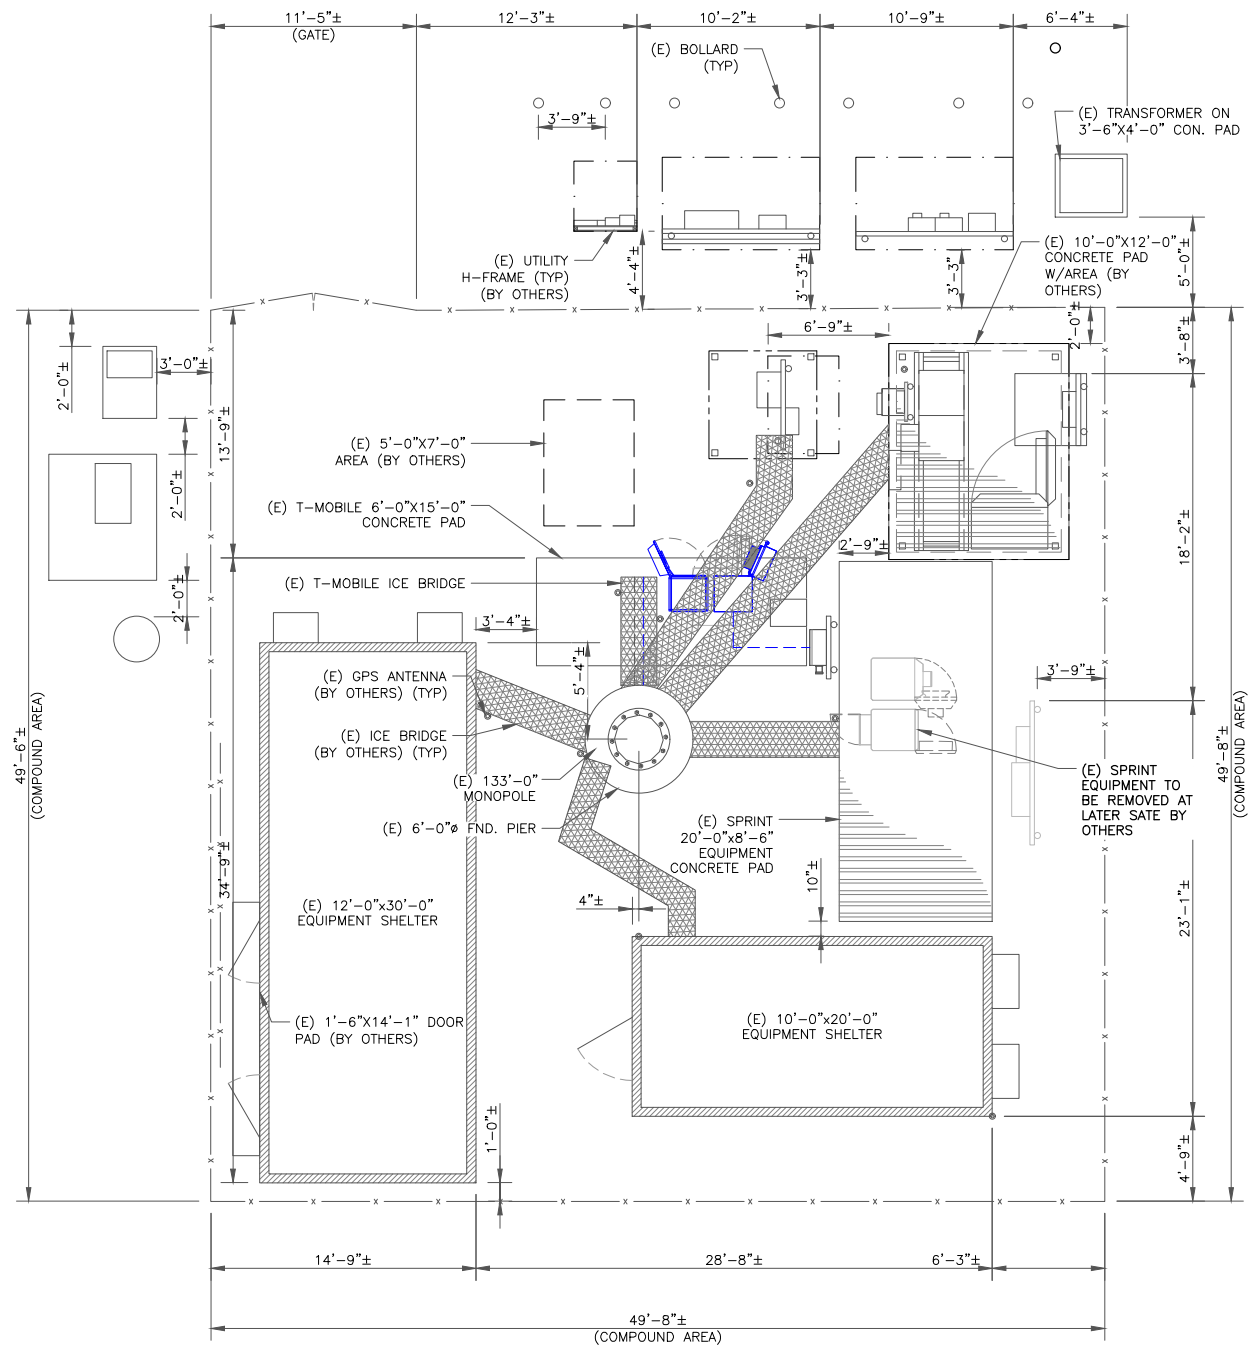 11'-5"±
(GATE)
12'-3"±
10'-2"±
10'-9"±
6'-4"±
(E) BOLLARD
(TYP)
3'-9"±
(E) TRANSFORMER ON
3'-6"X4'-0" CON. PAD
(E) UTILITY
H-FRAME (TYP)
(BY OTHERS)
4'-4"±
3'-3"±
3'-3"
(E) 10'-0"X12'-0"
CONCRETE PAD
W/AREA (BY
OTHERS)
5'-0"±
2'-0"±
3'-8"±
6'-9"±
2'-0"±
3'-0"±
13'-9"±
(E) 5'-0"X7'-0"
AREA (BY OTHERS)
2'-0"±
(E) T-MOBILE 6'-0"X15'-0"
CONCRETE PAD
2'-9"±
18'-2"±
(E) T-MOBILE ICE BRIDGE
2'-0"±
3'-4"±
5'-4"±
(E) GPS ANTENNA
(BY OTHERS) (TYP)
3'-9"±
(E) ICE BRIDGE
(BY OTHERS) (TYP)
49'-6"±
(COMPOUND AREA)
49'-8"±
(COMPOUND AREA)
(E) 133'-0"
MONOPOLE
(E) SPRINT
EQUIPMENT TO
BE REMOVED AT
LATER SATE BY
OTHERS
(E) 6'-0"ø FND. PIER
(E) SPRINT
20'-0"x8'-6"
EQUIPMENT
CONCRETE PAD
10"±
34'-9"±
4"±
23'-1"±
(E) 12'-0"x30'-0"
EQUIPMENT SHELTER
(E) 1'-6"X14'-1" DOOR
PAD (BY OTHERS)
(E) 10'-0"x20'-0"
EQUIPMENT SHELTER
1'-0"±
4'-9"±
14'-9"±
28'-8"±
6'-3"±
49'-8"±
(COMPOUND AREA)